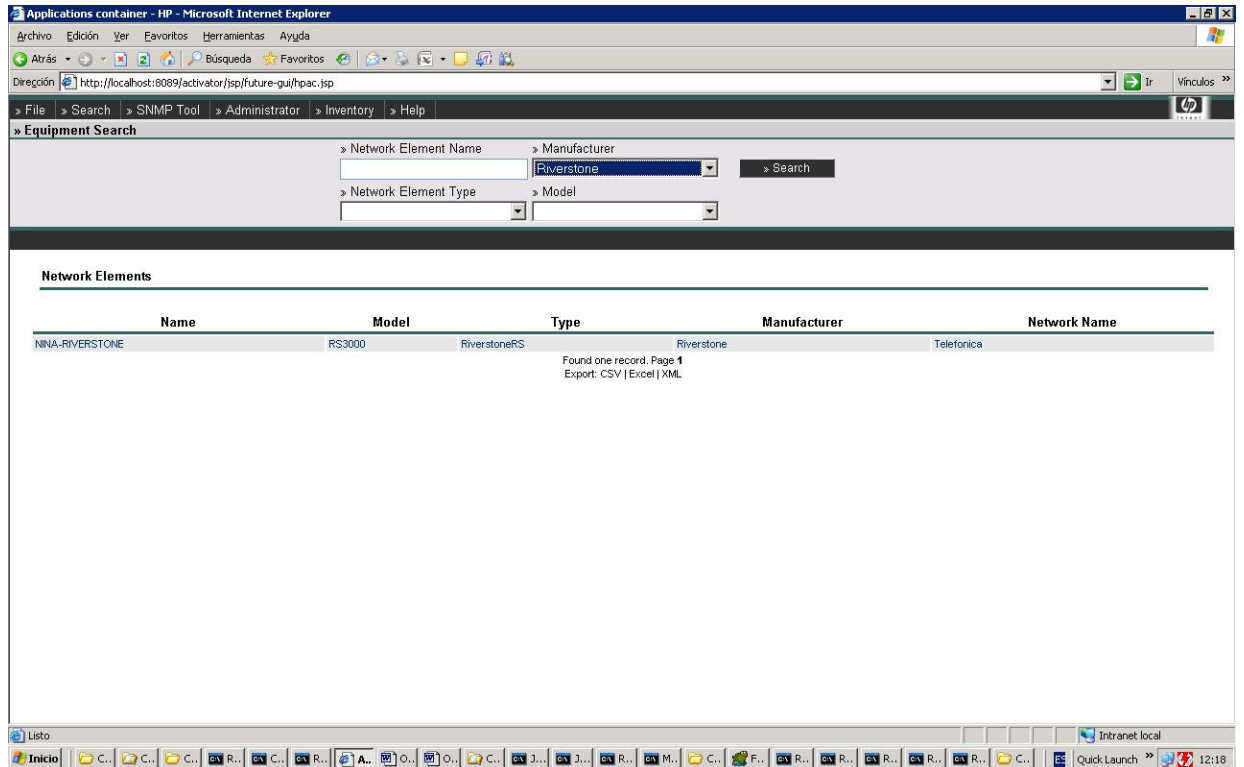 Applications container - HP - Microsoft Internet Explorer
Archivo Edición Ver Favoritos Herramientas Ayuda
Atrás Búsqueda Favoritos
Dirección http://localhost:8089/activator/jsp/future-gui/hpac.jsp Ir Vínculos »
» File » Search » SNMP Tool » Administrator » Inventory » Help hp
» Equipment Search
» Network Element Name » Manufacturer
Riverstone » Search
» Network Element Type » Model
Network Elements
Name Model Type Manufacturer Network Name
NINA-RIVERSTONE RS3000 RiverstoneRS Riverstone Telefonica
Found one record. Page 1
Export: CSV | Excel | XML
Listo Intranet local
Inicio C.. C.. C.. R.. C.. R.. A.. O.. O.. C.. J... J... R.. M.. C.. F.. R.. R.. R.. R.. R.. C.. ES Quick Launch » 12:18